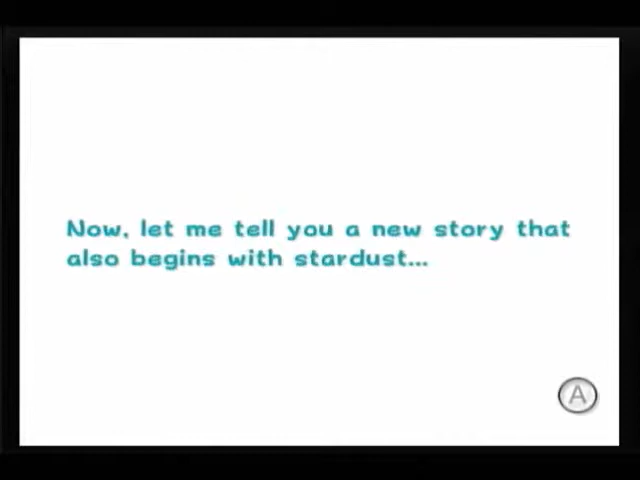 Now, let me tell you a new story that
also begins with stardust...
A